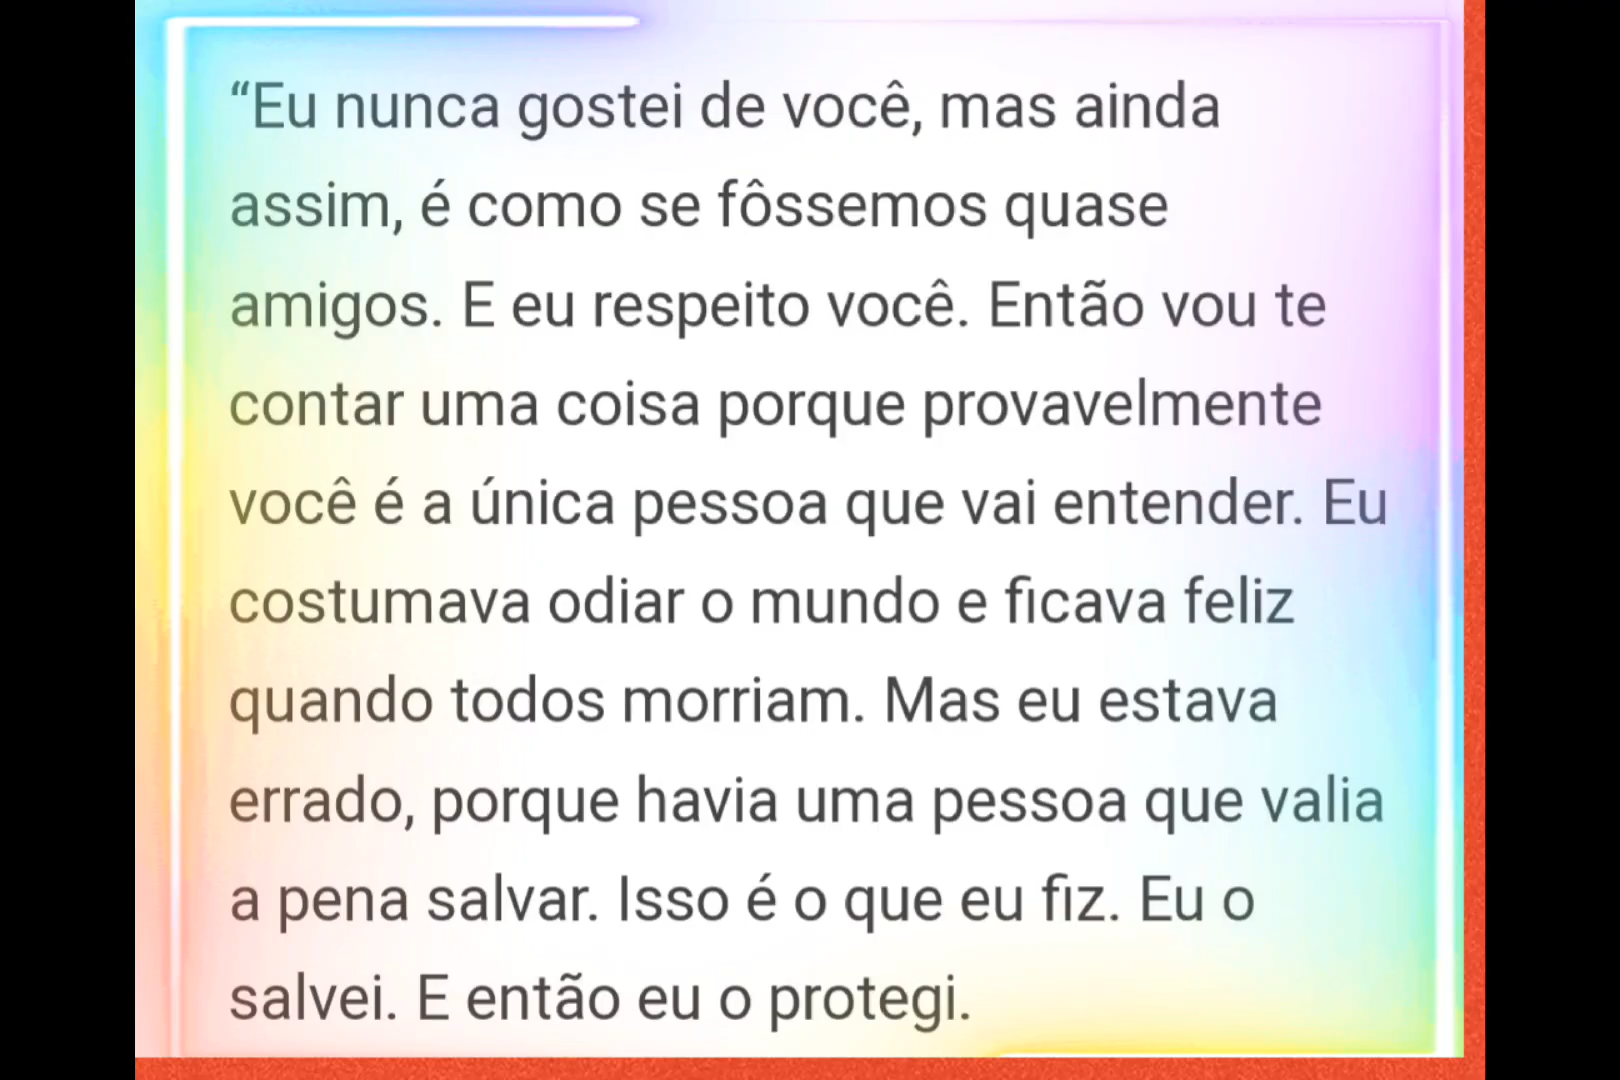 “Eu nunca gostei de você, mas ainda
assim, é como se fôssemos quase
amigos. E eu respeito você. Então vou te
contar uma coisa porque provavelmente
você é a única pessoa que vai entender. Eu
costumava odiar o mundo e ficava feliz
quando todos morriam. Mas eu estava
errado, porque havia uma pessoa que valia
a pena salvar. Isso é o que eu fiz. Eu o
salvei. E então eu o protegi.